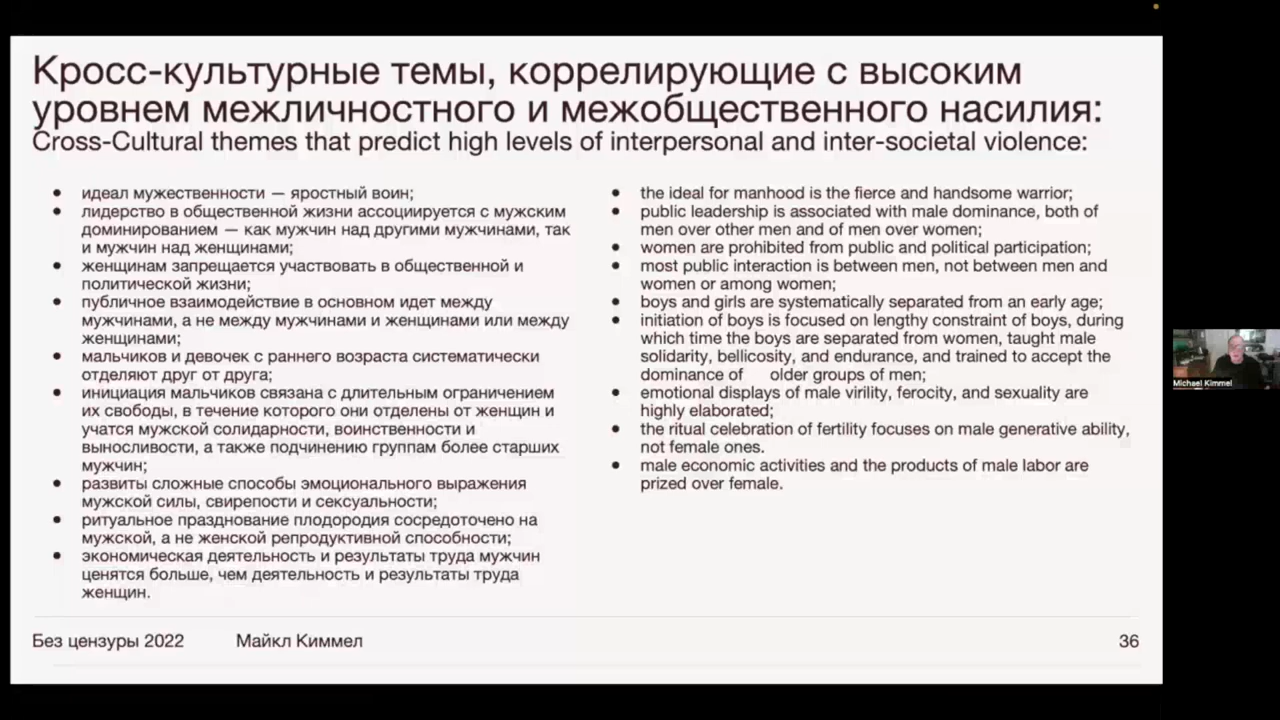 Кросс-культурные темы, коррелирующие с высоким
уровнем межличностного и межобщественного насилия:
Cross-Cultural themes that predict high levels of interpersonal and inter-societal violence:
• идеал мужественности — яростный воин;
• лидерство в общественной жизни ассоциируется с мужским
доминированием — как мужчин над другими мужчинами, так
и мужчин над женщинами;
• женщинам запрещается участвовать в общественной и
политической жизни;
• публичное взаимодействие в основном идет между
мужчинами, а не между мужчинами и женщинами или между
женщинами;
• мальчиков и девочек с раннего возраста систематически
отделяют друг от друга;
• инициация мальчиков связана с длительным ограничением
их свободы, в течение которого они отделены от женщин и
учатся мужской солидарности, воинственности и
выносливости, а также подчинению группам более старших
мужчин;
• развиты сложные способы эмоционального выражения
мужской силы, свирепости и сексуальности;
• ритуальное празднование плодородия сосредоточено на
мужской, а не женской репродуктивной способности;
• экономическая деятельность и результаты труда мужчин
ценятся больше, чем деятельность и результаты труда
женщин.
• the ideal for manhood is the fierce and handsome warrior;
• public leadership is associated with male dominance, both of
men over other men and of men over women;
• women are prohibited from public and political participation;
• most public interaction is between men, not between men and
women or among women;
• boys and girls are systematically separated from an early age;
• initiation of boys is focused on lengthy constraint of boys, during
which time the boys are separated from women, taught male
solidarity, bellicosity, and endurance, and trained to accept the
dominance of older groups of men;
• emotional displays of male virility, ferocity, and sexuality are
highly elaborated;
• the ritual celebration of fertility focuses on male generative ability,
not female ones.
• male economic activities and the products of male labor are
prized over female.
Без цензуры 2022 Майкл Киммел 36
Michael Kimmel